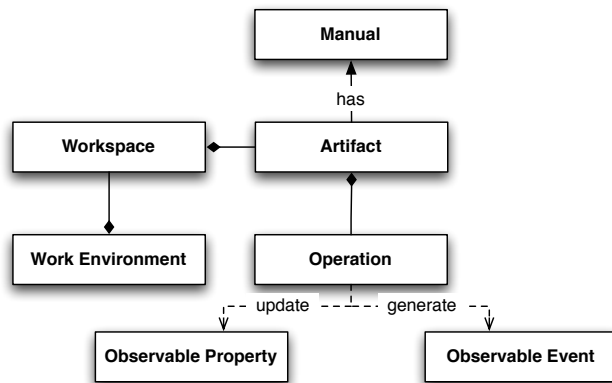 Manual
has
Workspace
Artifact
Work Environment
Operation
update
generate
Observable Property
Observable Event